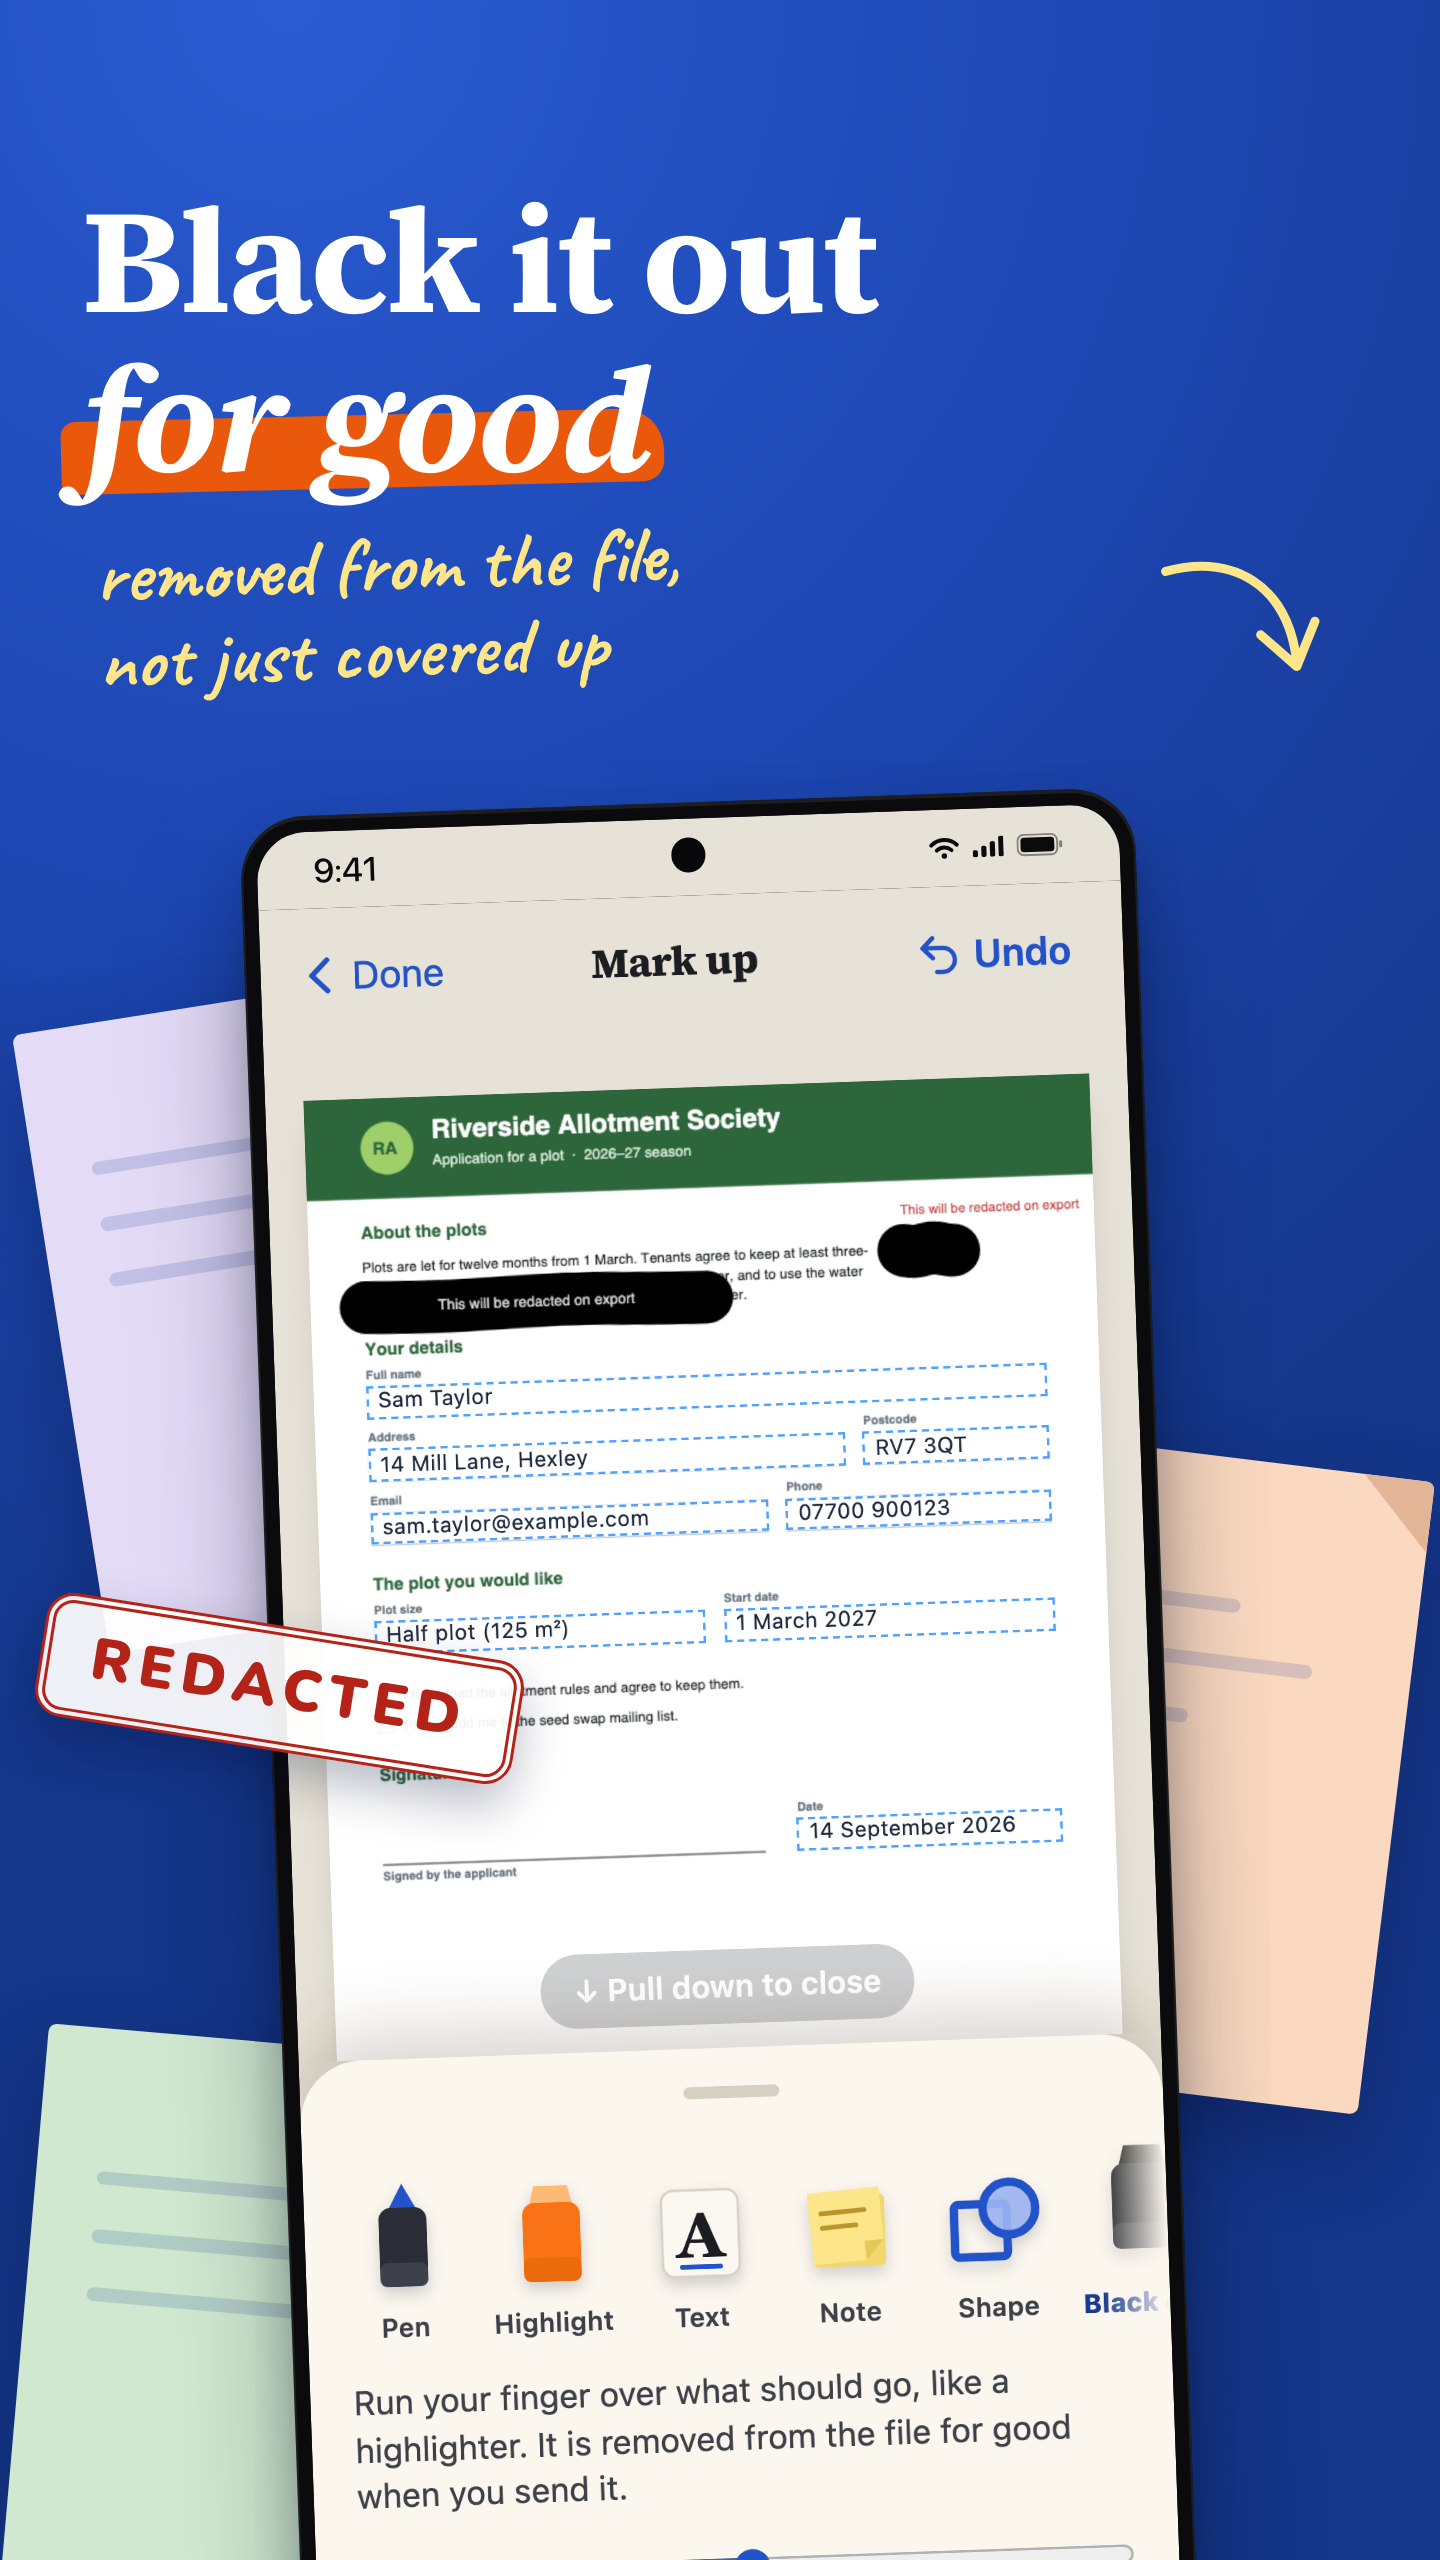 Black it out
for good
removed from the file,
not just covered up
9:41
Done
Mark up
Undo
RA
Riverside Allotment Society
Application for a plot · 2026–27 season
This will be redacted on export
About the plots
Plots are let for twelve months from 1 March. Tenants agree to keep at least three-
and to use the water
This will be redacted on export
Your details
Full name
Sam Taylor
Address
14 Mill Lane, Hexley
Postcode
RV7 3QT
Email
sam.taylor@example.com
Phone
07700 900123
The plot you would like
Plot size
Half plot (125 m²)
Start date
1 March 2027
REDACTED
rules and agree to keep them.
the seed swap mailing list.
Date
14 September 2026
Signed by the applicant
↓ Pull down to close
Pen
Highlight
Text
Note
Shape
Black
Run your finger over what should go, like a
highlighter. It is removed from the file for good
when you send it.